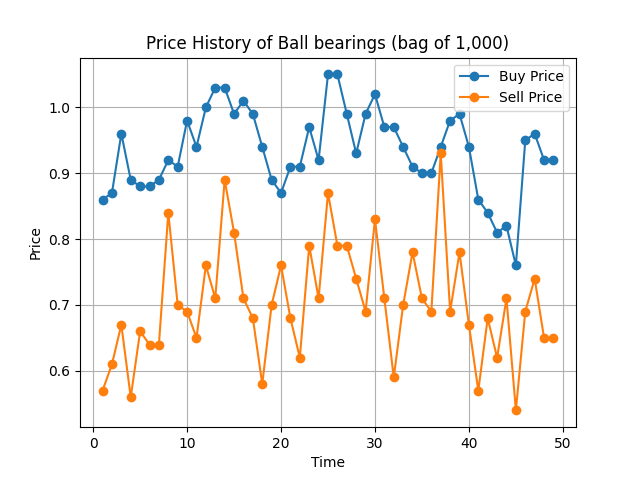 Price History of Ball bearings (bag of 1,000)
Buy Price
Sell Price
1.0
0.9
0.8
0.7
0.6
Price
0 10 20 30 40 50
Time